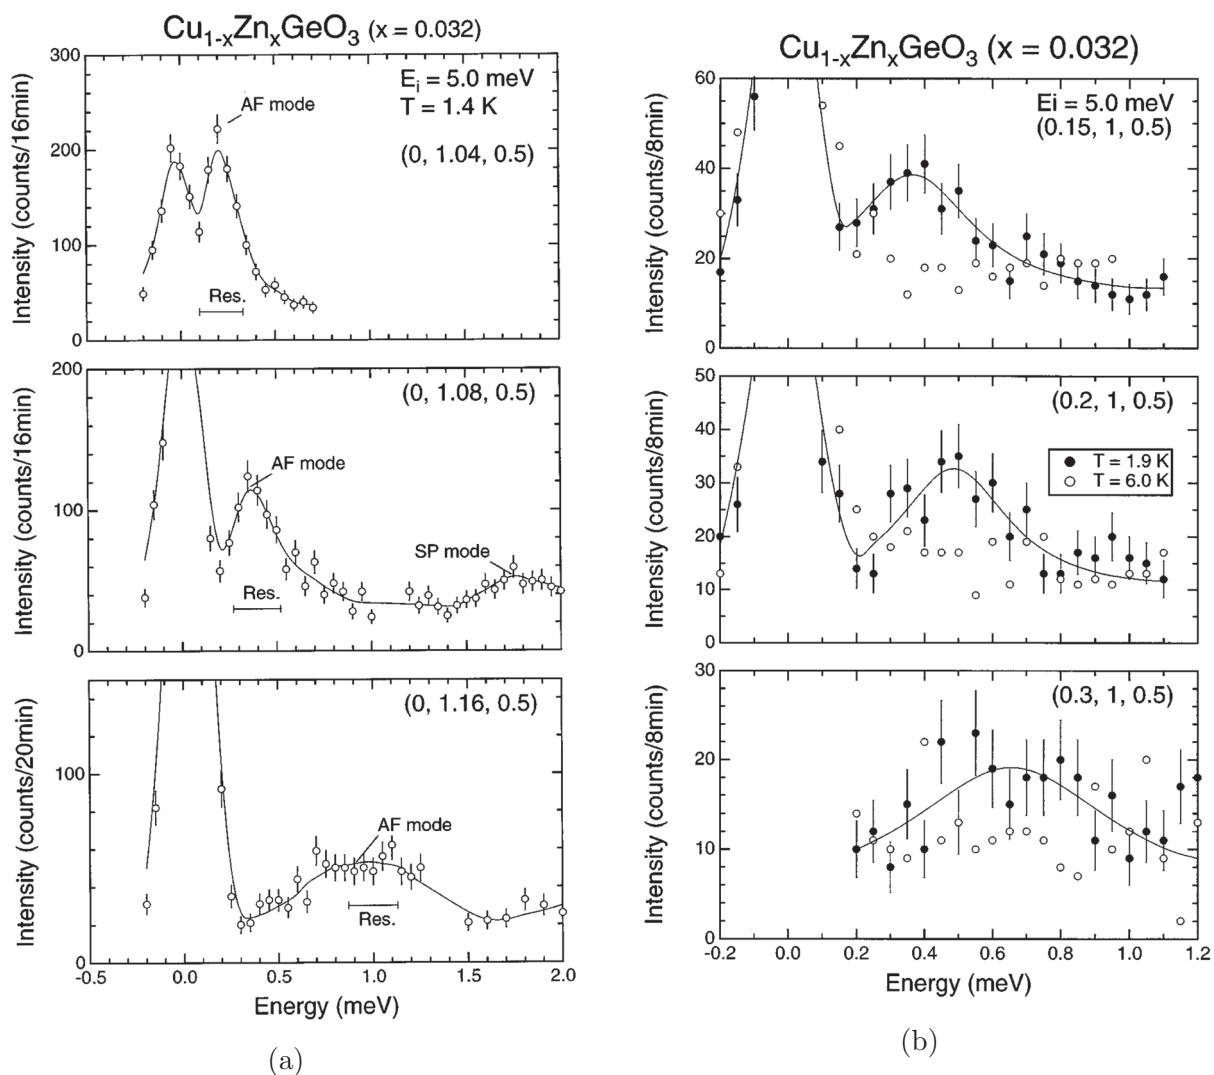 Cu1-xZnxGeO3 (x = 0.032)
300
200
100
0
Intensity (counts/16min)
Ei = 5.0 meV
T = 1.4 K
(0, 1.04, 0.5)
AF mode
Res.
200
100
0
Intensity (counts/16min)
(0, 1.08, 0.5)
AF mode
SP mode
Res.
100
0
Intensity (counts/20min)
(0, 1.16, 0.5)
AF mode
Res.
-0.5 0.0 0.5 1.0 1.5 2.0
Energy (meV)
(a)
Cu1-xZnxGeO3 (x = 0.032)
60
40
20
0
Intensity (counts/8min)
Ei = 5.0 meV
(0.15, 1, 0.5)
50
40
30
20
10
0
Intensity (counts/8min)
(0.2, 1, 0.5)
T = 1.9 K
T = 6.0 K
30
20
10
0
Intensity (counts/8min)
(0.3, 1, 0.5)
-0.2 0.0 0.2 0.4 0.6 0.8 1.0 1.2
Energy (meV)
(b)